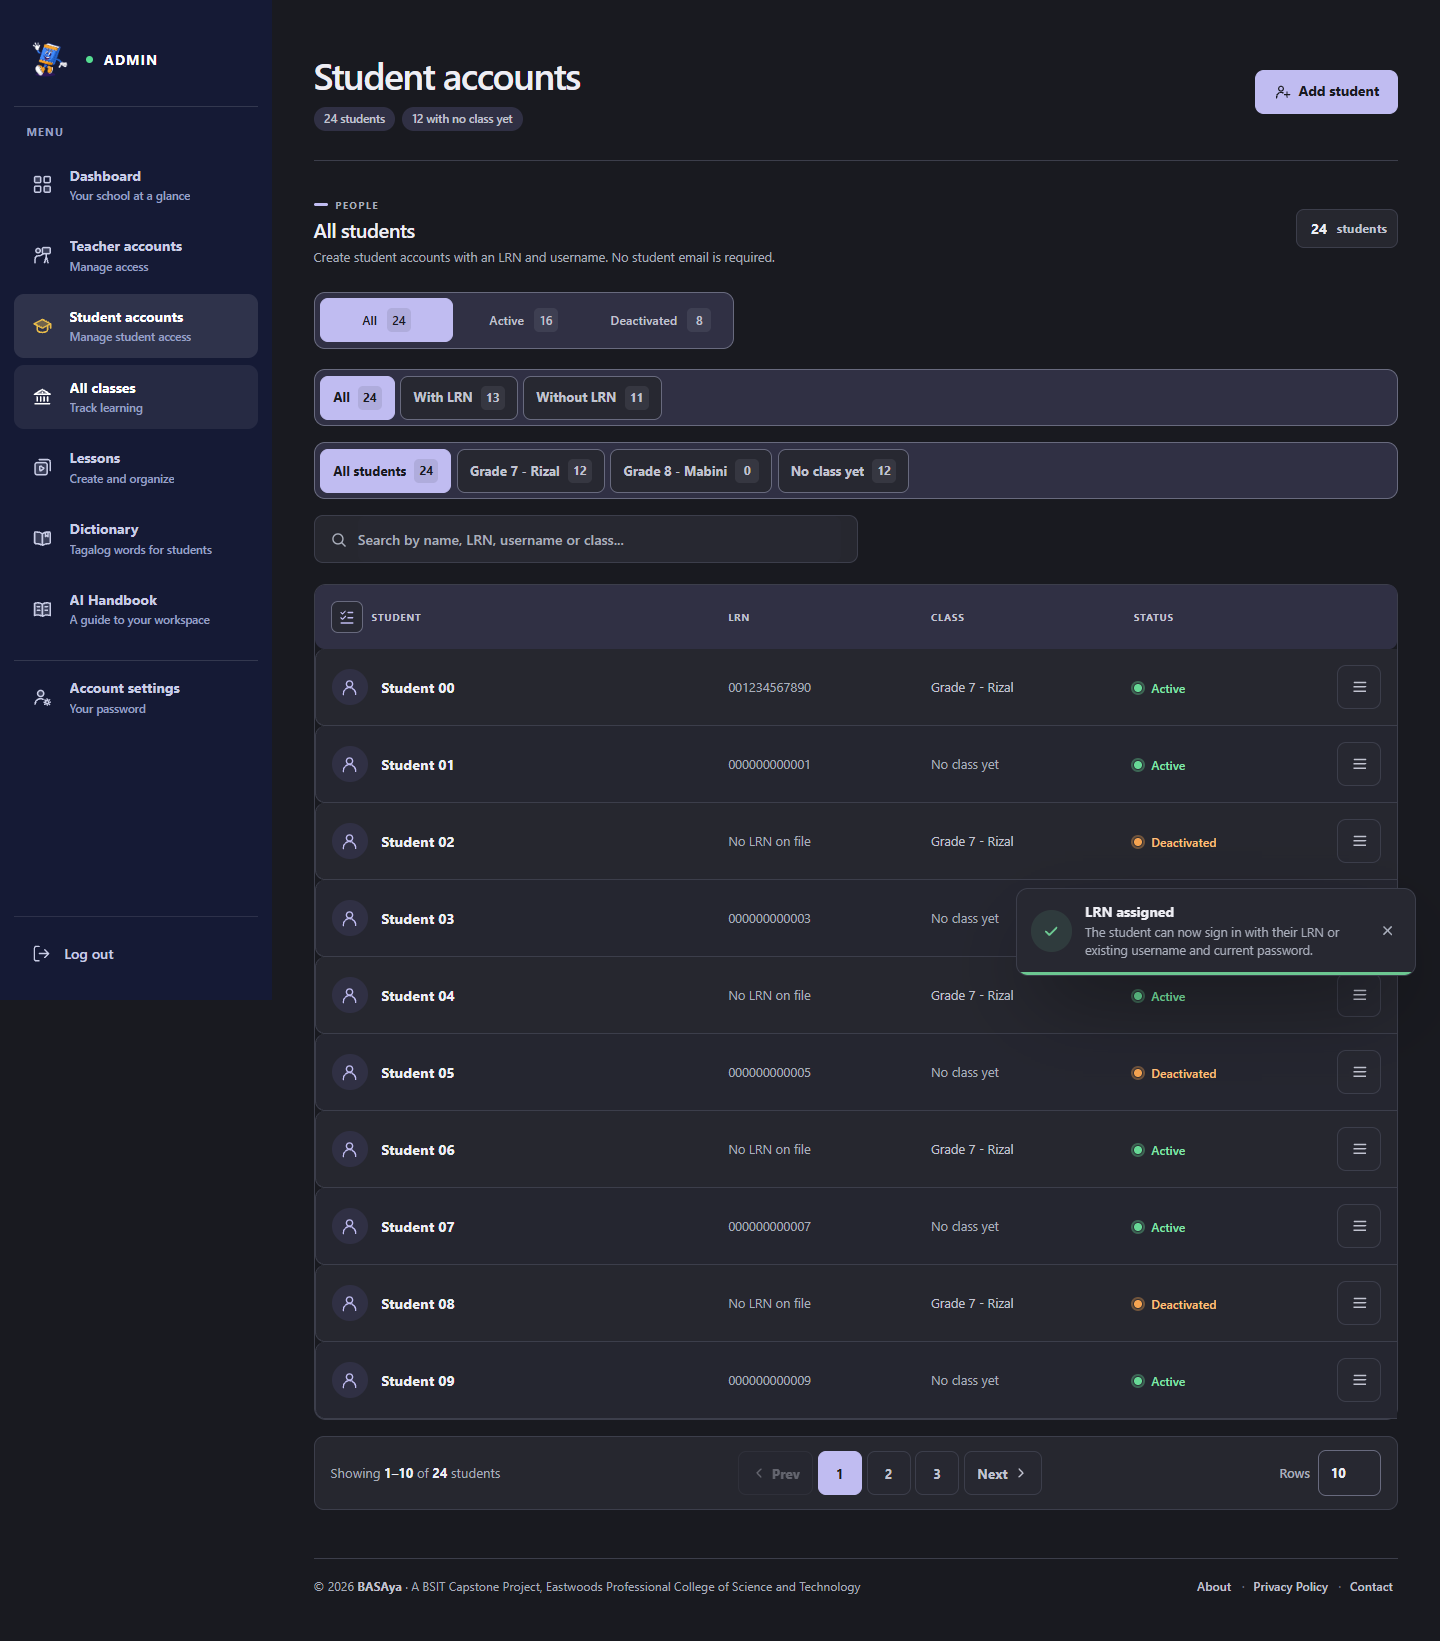 ADMIN
MENU
Dashboard
Your school at a glance
Teacher accounts
Manage access
Student accounts
Manage student access
All classes
Track learning
Lessons
Create and organize
Dictionary
Tagalog words for students
AI Handbook
A guide to your workspace
Account settings
Your password
Log out
Student accounts
24 students 12 with no class yet
Add student
PEOPLE
All students
Create student accounts with an LRN and username. No student email is required.
24 students
All 24 Active 16 Deactivated 8
All 24 With LRN 13 Without LRN 11
All students 24 Grade 7 - Rizal 12 Grade 8 - Mabini 0 No class yet 12
Search by name, LRN, username or class...
STUDENT LRN CLASS STATUS
Student 00 001234567890 Grade 7 - Rizal Active
Student 01 000000000001 No class yet Active
Student 02 No LRN on file Grade 7 - Rizal Deactivated
Student 03 000000000003 No class yet
LRN assigned
The student can now sign in with their LRN or
existing username and current password.
Student 04 No LRN on file Grade 7 - Rizal Active
Student 05 000000000005 No class yet Deactivated
Student 06 No LRN on file Grade 7 - Rizal Active
Student 07 000000000007 No class yet Active
Student 08 No LRN on file Grade 7 - Rizal Deactivated
Student 09 000000000009 No class yet Active
Showing 1–10 of 24 students
Prev 1 2 3 Next
Rows 10
© 2026 BASAya · A BSIT Capstone Project, Eastwoods Professional College of Science and Technology
About · Privacy Policy · Contact